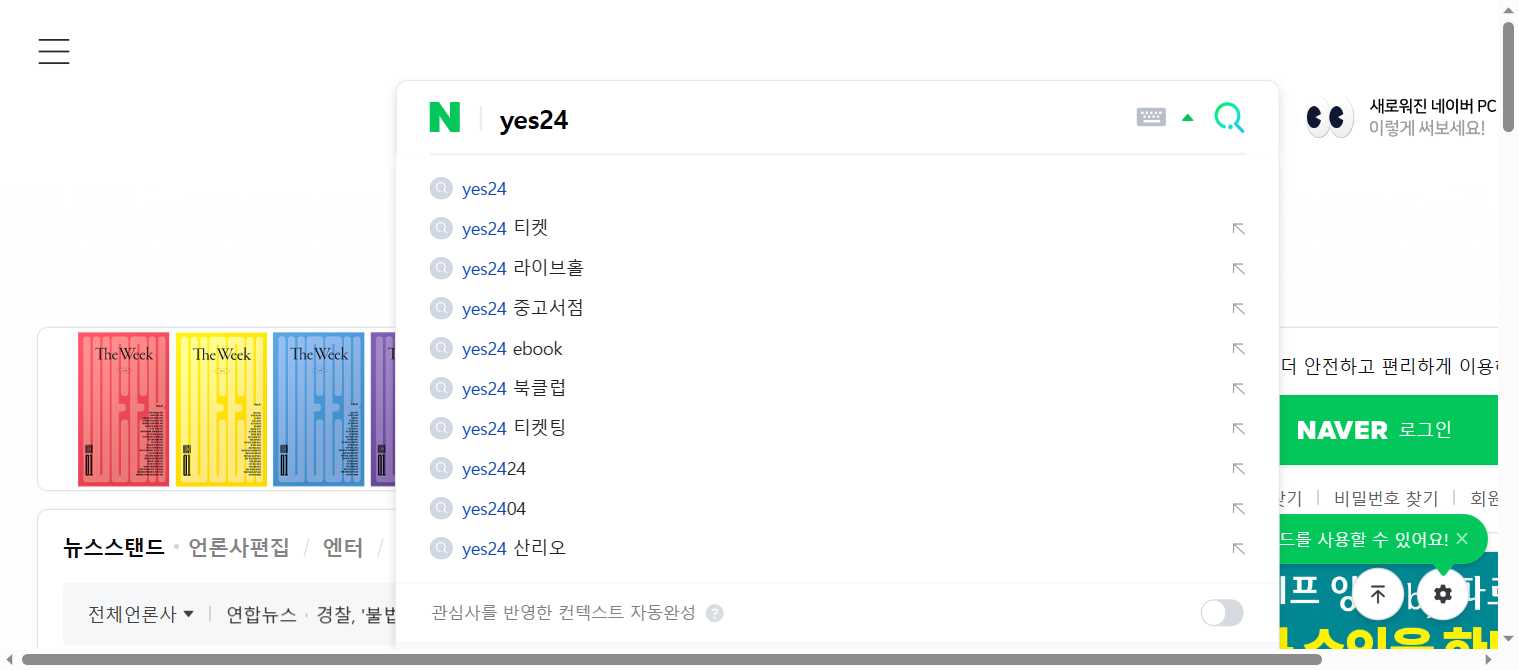 N yes24
새로워진 네이버 PC
이렇게 써보세요!
yes24
yes24 티켓
yes24 라이브홀
yes24 중고서점
yes24 ebook
yes24 북클럽
yes24 티켓팅
yes2424
yes2404
yes24 산리오
관심사를 반영한 컨텍스트 자동완성 ?
The Week
The Week
The Week
더 안전하고 편리하게 이용
NAVER 로그인
찾기 | 비밀번호 찾기 | 회원
드를 사용할 수 있어요!
뉴스스탠드 · 언론사편집 / 엔터 /
전체언론사 | 연합뉴스 · 경찰, '불법